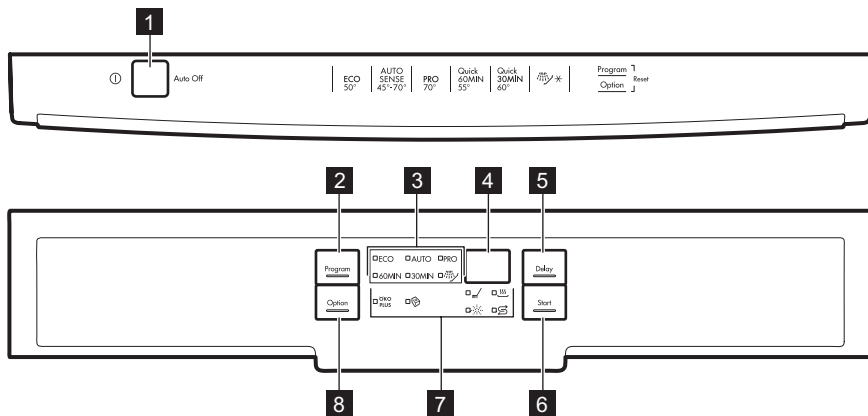 1
Auto Off
ECO
50°
AUTO
SENSE
45°-70°
PRO
70°
Quick
60MIN
55°
Quick
30MIN
60°
Program
Option
Reset
2
3
4
5
Program
ECO AUTO PRO
60MIN 30MIN
Delay
Option
ÖKO
PLUS
Start
8
7
6